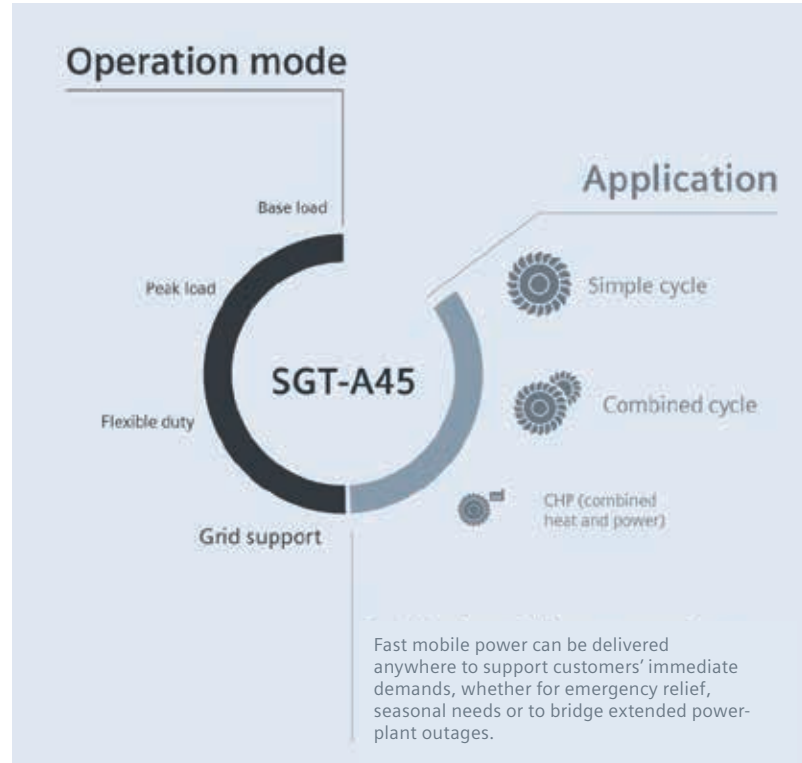 Operation mode
Application
Base load
Peak load
Flexible duty
Grid support
SGT-A45
Simple cycle
Combined cycle
CHP (combined
heat and power)
Fast mobile power can be delivered
anywhere to support customers’ immediate
demands, whether for emergency relief,
seasonal needs or to bridge extended power-
plant outages.